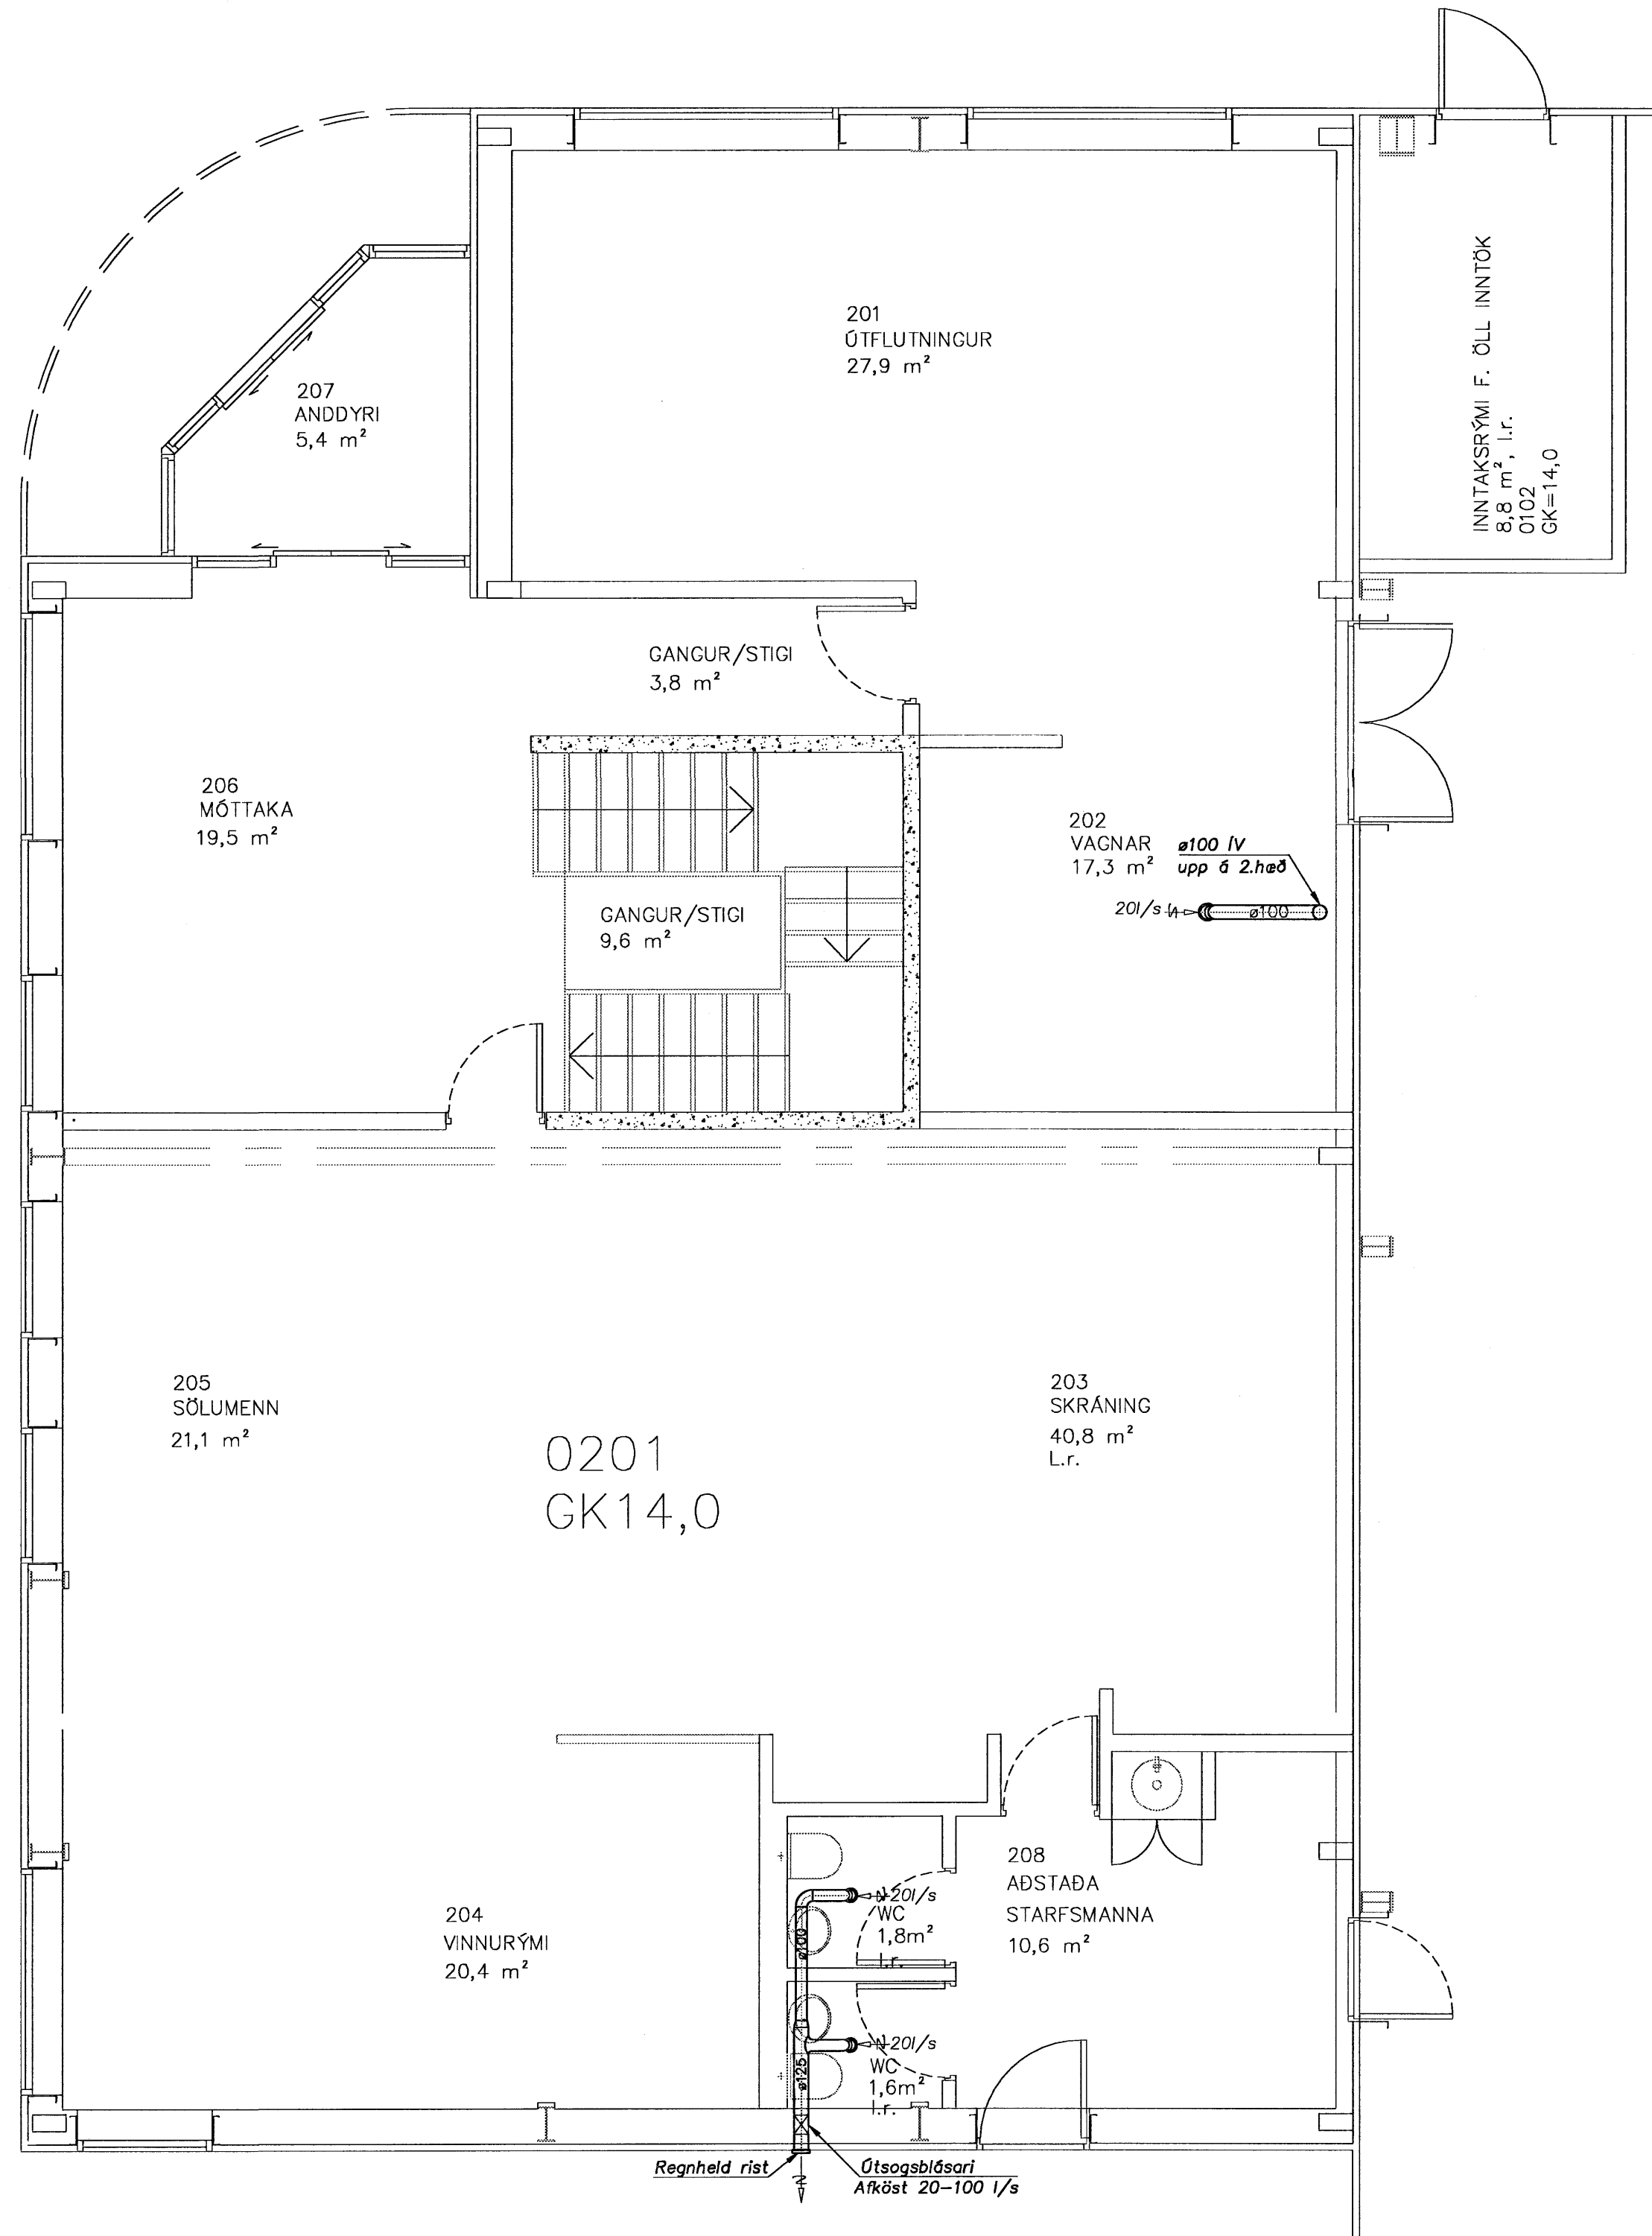 201
ÚTFLUTNINGUR
27,9 m²
INNTAKSRÝMI F. ÖLL INNTÖK
8,8 m², l.r.
0102
GK=14,0
207
ANDDYRI
5,4 m²
GANGUR/STIGI
3,8 m²
206
MÓTTAKA
19,5 m²
202
VAGNAR
17,3 m²
ø100 ÍV
upp á 2.hæð
20l/s
ø100
GANGUR/STIGI
9,6 m²
205
SÖLUMENN
21,1 m²
203
SKRÁNING
40,8 m²
L.r.
0201
GK14,0
208
AÐSTAÐA
STARFSMANNA
10,6 m²
20l/s
WC
1,8m²
l.r.
ø100
204
VINNURÝMI
20,4 m²
20l/s
WC
1,6m²
l.r.
ø125
Regnheld rist
Útsogsblásari
Afköst 20-100 l/s